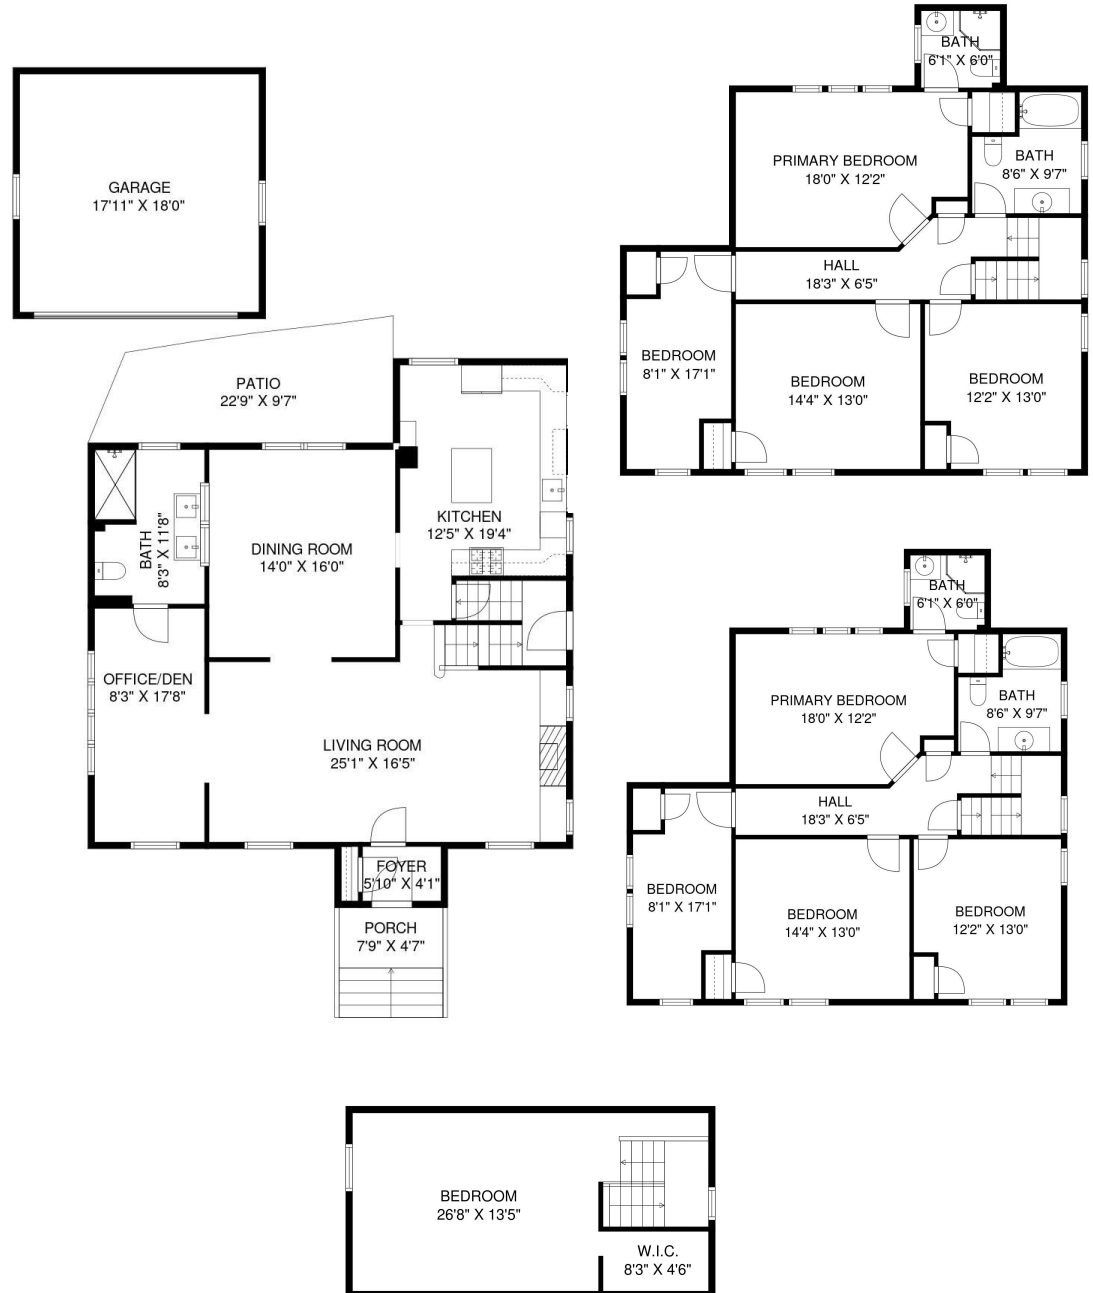 GARAGE
17'11" X 18'0"
PATIO
22'9" X 9'7"
KITCHEN
12'5" X 19'4"
BATH
8'3" X 11'8"
DINING ROOM
14'0" X 16'0"
OFFICE/DEN
8'3" X 17'8"
LIVING ROOM
25'1" X 16'5"
FOYER
5'10" X 4'1"
PORCH
7'9" X 4'7"
BATH
6'1" X 6'0"
PRIMARY BEDROOM
18'0" X 12'2"
BATH
8'6" X 9'7"
HALL
18'3" X 6'5"
BEDROOM
8'1" X 17'1"
BEDROOM
14'4" X 13'0"
BEDROOM
12'2" X 13'0"
BATH
6'1" X 6'0"
PRIMARY BEDROOM
18'0" X 12'2"
BATH
8'6" X 9'7"
HALL
18'3" X 6'5"
BEDROOM
8'1" X 17'1"
BEDROOM
14'4" X 13'0"
BEDROOM
12'2" X 13'0"
BEDROOM
26'8" X 13'5"
W.I.C.
8'3" X 4'6"